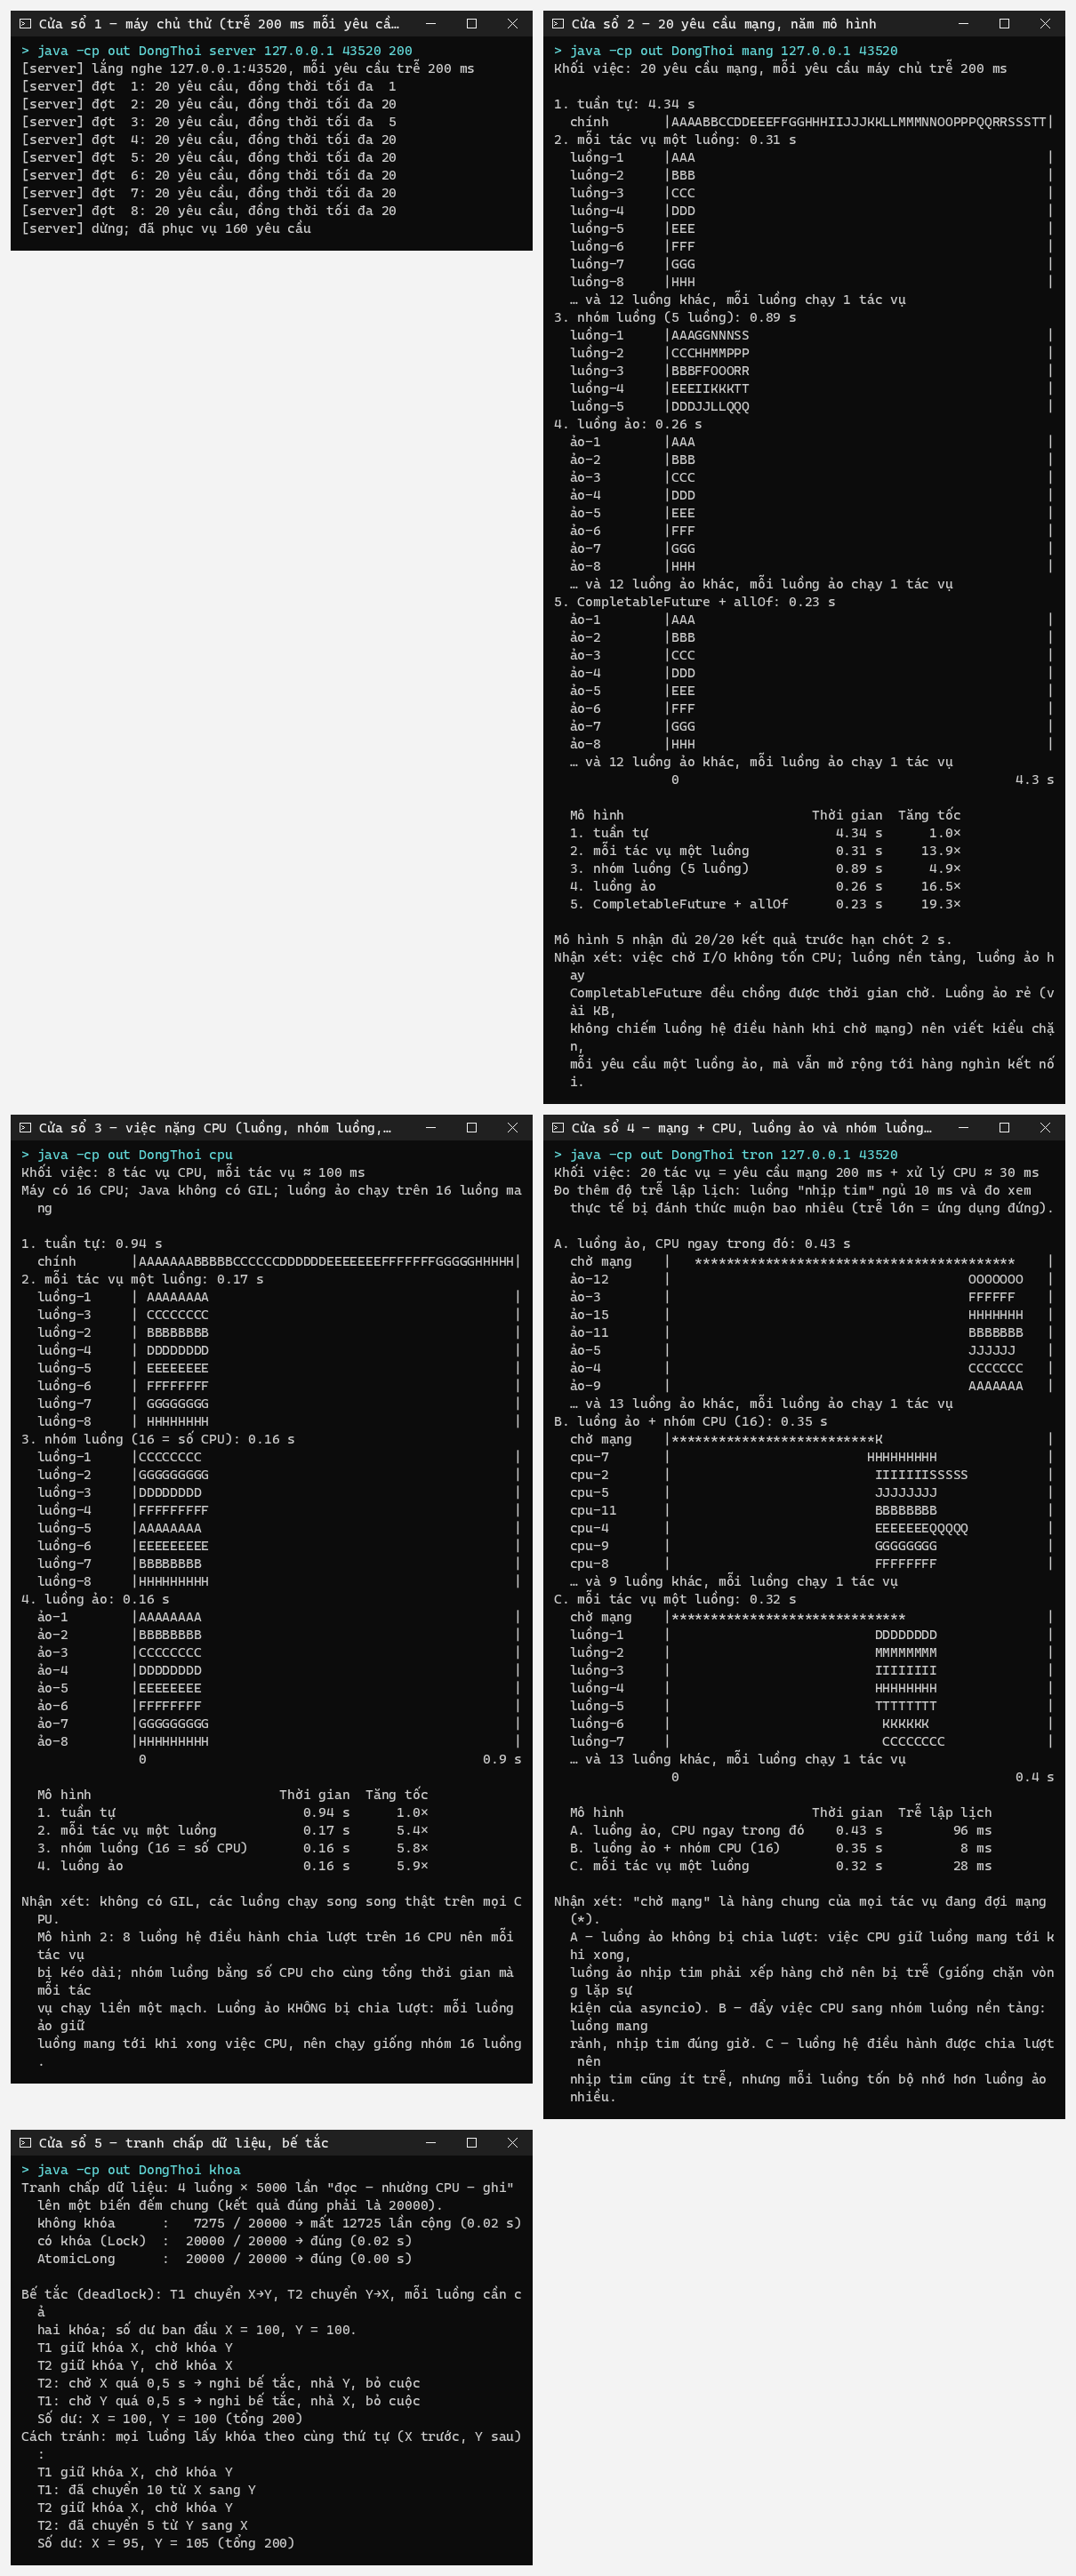 Cửa sổ 1 — máy chủ thử (trễ 200 ms mỗi yêu cầ…
> java -cp out DongThoi server 127.0.0.1 43520 200
[server] lắng nghe 127.0.0.1:43520, mỗi yêu cầu trễ 200 ms
[server] đợt  1: 20 yêu cầu, đồng thời tối đa  1
[server] đợt  2: 20 yêu cầu, đồng thời tối đa 20
[server] đợt  3: 20 yêu cầu, đồng thời tối đa  5
[server] đợt  4: 20 yêu cầu, đồng thời tối đa 20
[server] đợt  5: 20 yêu cầu, đồng thời tối đa 20
[server] đợt  6: 20 yêu cầu, đồng thời tối đa 20
[server] đợt  7: 20 yêu cầu, đồng thời tối đa 20
[server] đợt  8: 20 yêu cầu, đồng thời tối đa 20
[server] dừng; đã phục vụ 160 yêu cầu
Cửa sổ 2 — 20 yêu cầu mạng, năm mô hình
> java -cp out DongThoi mang 127.0.0.1 43520
Khối việc: 20 yêu cầu mạng, mỗi yêu cầu máy chủ trễ 200 ms
1. tuần tự: 4.34 s
chính |AAAABBCCDDEEEFFGGHHHIIJJJKKLLMMMNNOOPPPQQRRSSSTT|
2. mỗi tác vụ một luồng: 0.31 s
luồng-1 |AAA |
luồng-2 |BBB |
luồng-3 |CCC |
luồng-4 |DDD |
luồng-5 |EEE |
luồng-6 |FFF |
luồng-7 |GGG |
luồng-8 |HHH |
… và 12 luồng khác, mỗi luồng chạy 1 tác vụ
3. nhóm luồng (5 luồng): 0.89 s
luồng-1 |AAAGGNNNSS |
luồng-2 |CCCHHMMPPP |
luồng-3 |BBBFFOOORR |
luồng-4 |EEEIIKKKTT |
luồng-5 |DDDJJLLQQQ |
4. luồng ảo: 0.26 s
ảo-1 |AAA |
ảo-2 |BBB |
ảo-3 |CCC |
ảo-4 |DDD |
ảo-5 |EEE |
ảo-6 |FFF |
ảo-7 |GGG |
ảo-8 |HHH |
… và 12 luồng ảo khác, mỗi luồng ảo chạy 1 tác vụ
5. CompletableFuture + allOf: 0.23 s
ảo-1 |AAA |
ảo-2 |BBB |
ảo-3 |CCC |
ảo-4 |DDD |
ảo-5 |EEE |
ảo-6 |FFF |
ảo-7 |GGG |
ảo-8 |HHH |
… và 12 luồng ảo khác, mỗi luồng ảo chạy 1 tác vụ
0 4.3 s
Mô hình Thời gian Tăng tốc
1. tuần tự 4.34 s 1.0×
2. mỗi tác vụ một luồng 0.31 s 13.9×
3. nhóm luồng (5 luồng) 0.89 s 4.9×
4. luồng ảo 0.26 s 16.5×
5. CompletableFuture + allOf 0.23 s 19.3×
Mô hình 5 nhận đủ 20/20 kết quả trước hạn chót 2 s.
Nhận xét: việc chờ I/O không tốn CPU; luồng nền tảng, luồng ảo h
ay
CompletableFuture đều chồng được thời gian chờ. Luồng ảo rẻ (v
ài KB,
không chiếm luồng hệ điều hành khi chờ mạng) nên viết kiểu chặ
n,
mỗi yêu cầu một luồng ảo, mà vẫn mở rộng tới hàng nghìn kết nố
i.
Cửa sổ 3 — việc nặng CPU (luồng, nhóm luồng,…
> java -cp out DongThoi cpu
Khối việc: 8 tác vụ CPU, mỗi tác vụ ≈ 100 ms
Máy có 16 CPU; Java không có GIL; luồng ảo chạy trên 16 luồng ma
ng
1. tuần tự: 0.94 s
chính |AAAAAAABBBBBCCCCCCDDDDDDEEEEEEEFFFFFFFGGGGGHHHHH|
2. mỗi tác vụ một luồng: 0.17 s
luồng-1 | AAAAAAAA |
luồng-3 | CCCCCCCC |
luồng-2 | BBBBBBBB |
luồng-4 | DDDDDDDD |
luồng-5 | EEEEEEEE |
luồng-6 | FFFFFFFF |
luồng-7 | GGGGGGGG |
luồng-8 | HHHHHHHH |
3. nhóm luồng (16 = số CPU): 0.16 s
luồng-1 |CCCCCCCC |
luồng-2 |GGGGGGGGG |
luồng-3 |DDDDDDDD |
luồng-4 |FFFFFFFFF |
luồng-5 |AAAAAAAA |
luồng-6 |EEEEEEEEE |
luồng-7 |BBBBBBBB |
luồng-8 |HHHHHHHHH |
4. luồng ảo: 0.16 s
ảo-1 |AAAAAAAA |
ảo-2 |BBBBBBBB |
ảo-3 |CCCCCCCC |
ảo-4 |DDDDDDDD |
ảo-5 |EEEEEEEE |
ảo-6 |FFFFFFFF |
ảo-7 |GGGGGGGGG |
ảo-8 |HHHHHHHHH |
0 0.9 s
Mô hình Thời gian Tăng tốc
1. tuần tự 0.94 s 1.0×
2. mỗi tác vụ một luồng 0.17 s 5.4×
3. nhóm luồng (16 = số CPU) 0.16 s 5.8×
4. luồng ảo 0.16 s 5.9×
Nhận xét: không có GIL, các luồng chạy song song thật trên mọi C
PU.
Mô hình 2: 8 luồng hệ điều hành chia lượt trên 16 CPU nên mỗi
tác vụ
bị kéo dài; nhóm luồng bằng số CPU cho cùng tổng thời gian mà
mỗi tác
vụ chạy liền một mạch. Luồng ảo KHÔNG bị chia lượt: mỗi luồng
ảo giữ
luồng mang tới khi xong việc CPU, nên chạy giống nhóm 16 luồng
.
Cửa sổ 4 — mạng + CPU, luồng ảo và nhóm luồng…
> java -cp out DongThoi tron 127.0.0.1 43520
Khối việc: 20 tác vụ = yêu cầu mạng 200 ms + xử lý CPU ≈ 30 ms
Đo thêm độ trễ lập lịch: luồng "nhịp tim" ngủ 10 ms và đo xem
thực tế bị đánh thức muộn bao nhiêu (trễ lớn = ứng dụng đứng).
A. luồng ảo, CPU ngay trong đó: 0.43 s
chờ mạng | ***************************************** |
ảo-12 | OOOOOOO |
ảo-3 | FFFFFF |
ảo-15 | HHHHHHH |
ảo-11 | BBBBBBB |
ảo-5 | JJJJJJ |
ảo-4 | CCCCCCC |
ảo-9 | AAAAAAA |
… và 13 luồng ảo khác, mỗi luồng ảo chạy 1 tác vụ
B. luồng ảo + nhóm CPU (16): 0.35 s
chờ mạng |**************************K |
cpu-7 | HHHHHHHHH |
cpu-2 | IIIIIIISSSSS |
cpu-5 | JJJJJJJJ |
cpu-11 | BBBBBBBB |
cpu-4 | EEEEEEEQQQQQ |
cpu-9 | GGGGGGGG |
cpu-8 | FFFFFFFF |
… và 9 luồng khác, mỗi luồng chạy 1 tác vụ
C. mỗi tác vụ một luồng: 0.32 s
chờ mạng |****************************** |
luồng-1 | DDDDDDDD |
luồng-2 | MMMMMMMM |
luồng-3 | IIIIIIII |
luồng-4 | HHHHHHHH |
luồng-5 | TTTTTTTT |
luồng-6 | KKKKKK |
luồng-7 | CCCCCCCC |
… và 13 luồng khác, mỗi luồng chạy 1 tác vụ
0 0.4 s
Mô hình Thời gian Trễ lập lịch
A. luồng ảo, CPU ngay trong đó 0.43 s 96 ms
B. luồng ảo + nhóm CPU (16) 0.35 s 8 ms
C. mỗi tác vụ một luồng 0.32 s 28 ms
Nhận xét: "chờ mạng" là hàng chung của mọi tác vụ đang đợi mạng
(*).
A — luồng ảo không bị chia lượt: việc CPU giữ luồng mang tới k
hi xong,
luồng ảo nhịp tim phải xếp hàng chờ nên bị trễ (giống chặn vòn
g lặp sự
kiện của asyncio). B — đẩy việc CPU sang nhóm luồng nền tảng:
luồng mang
rảnh, nhịp tim đúng giờ. C — luồng hệ điều hành được chia lượt
nên
nhịp tim cũng ít trễ, nhưng mỗi luồng tốn bộ nhớ hơn luồng ảo
nhiều.
Cửa sổ 5 — tranh chấp dữ liệu, bế tắc
> java -cp out DongThoi khoa
Tranh chấp dữ liệu: 4 luồng × 5000 lần "đọc — nhường CPU — ghi"
lên một biến đếm chung (kết quả đúng phải là 20000).
không khóa : 7275 / 20000 → mất 12725 lần cộng (0.02 s)
có khóa (Lock) : 20000 / 20000 → đúng (0.02 s)
AtomicLong : 20000 / 20000 → đúng (0.00 s)
Bế tắc (deadlock): T1 chuyển X→Y, T2 chuyển Y→X, mỗi luồng cần c
ả
hai khóa; số dư ban đầu X = 100, Y = 100.
T1 giữ khóa X, chờ khóa Y
T2 giữ khóa Y, chờ khóa X
T2: chờ X quá 0,5 s → nghi bế tắc, nhả Y, bỏ cuộc
T1: chờ Y quá 0,5 s → nghi bế tắc, nhả X, bỏ cuộc
Số dư: X = 100, Y = 100 (tổng 200)
Cách tránh: mọi luồng lấy khóa theo cùng thứ tự (X trước, Y sau)
:
T1 giữ khóa X, chờ khóa Y
T1: đã chuyển 10 từ X sang Y
T2 giữ khóa X, chờ khóa Y
T2: đã chuyển 5 từ Y sang X
Số dư: X = 95, Y = 105 (tổng 200)